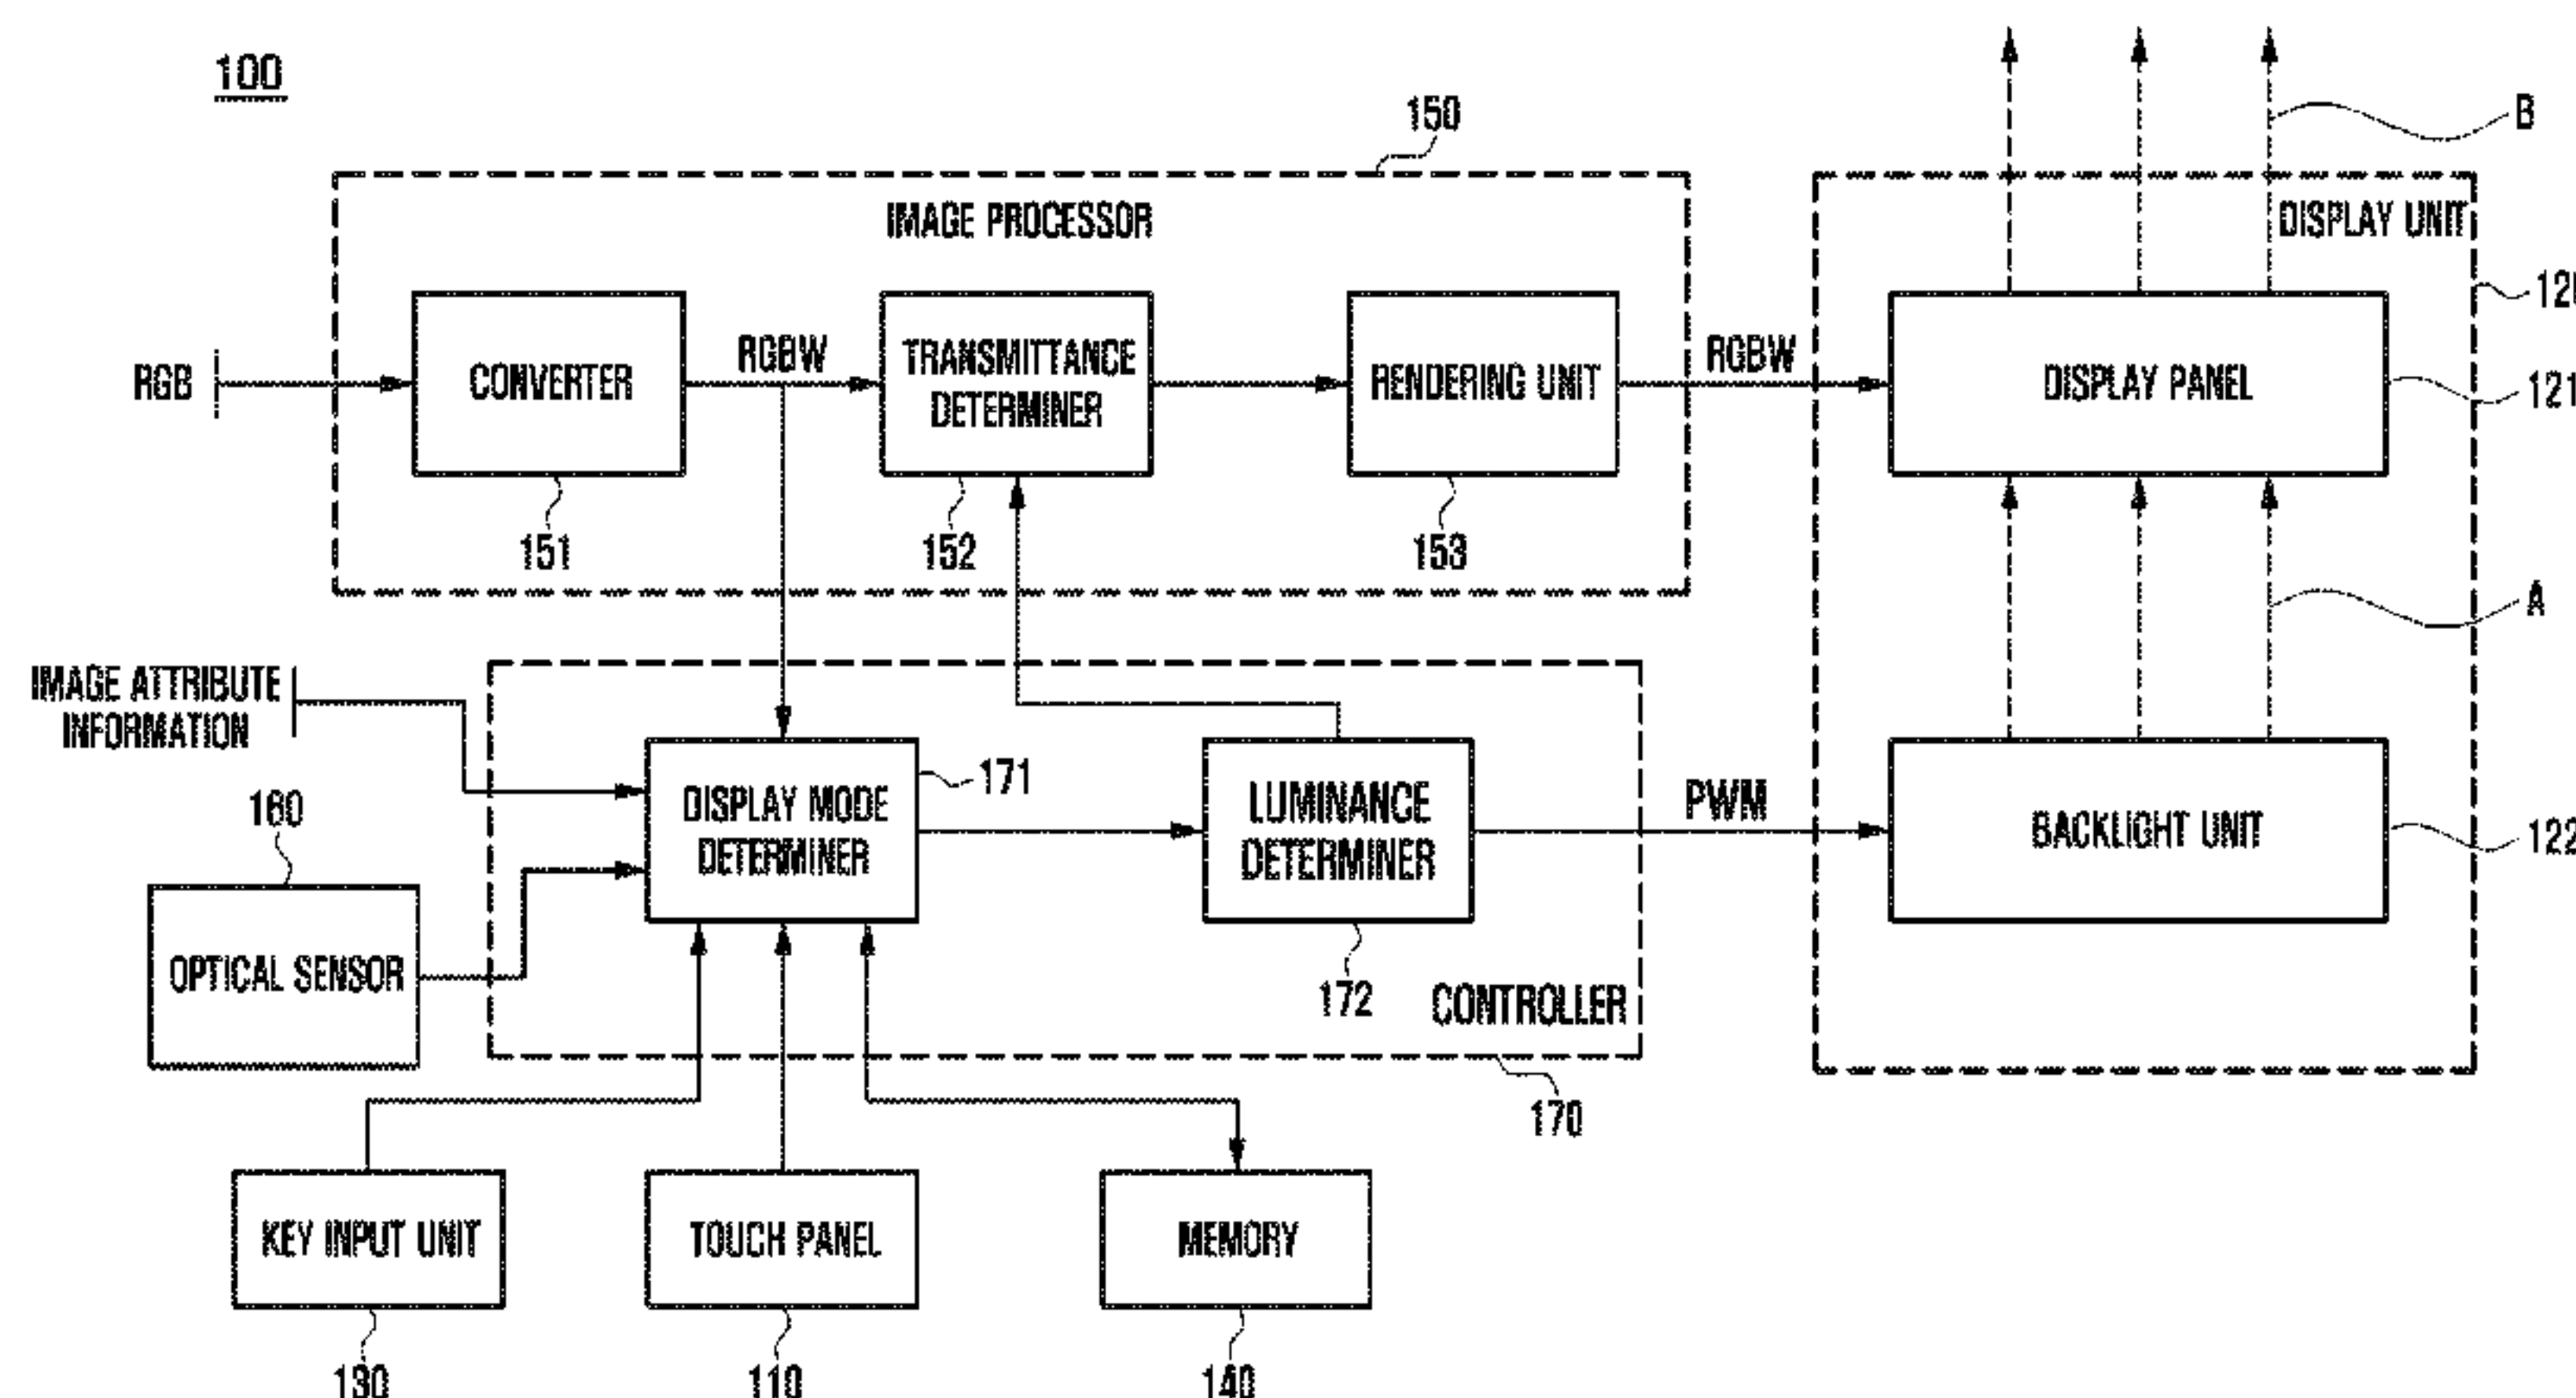 100
150
B
IMAGE PROCESSOR
DISPLAY UNIT
RGB
CONVERTER
RGBW
TRANSMITTANCE
DETERMINER
RENDERING UNIT
RGBW
DISPLAY PANEL
121
151
152
153
A
IMAGE ATTRIBUTE
INFORMATION
160
DISPLAY MODE
DETERMINER
171
LUMINANCE
DETERMINER
PWM
BACKLIGHT UNIT
122
OPTICAL SENSOR
172
CONTROLLER
170
KEY INPUT UNIT
TOUCH PANEL
MEMORY
130
110
140